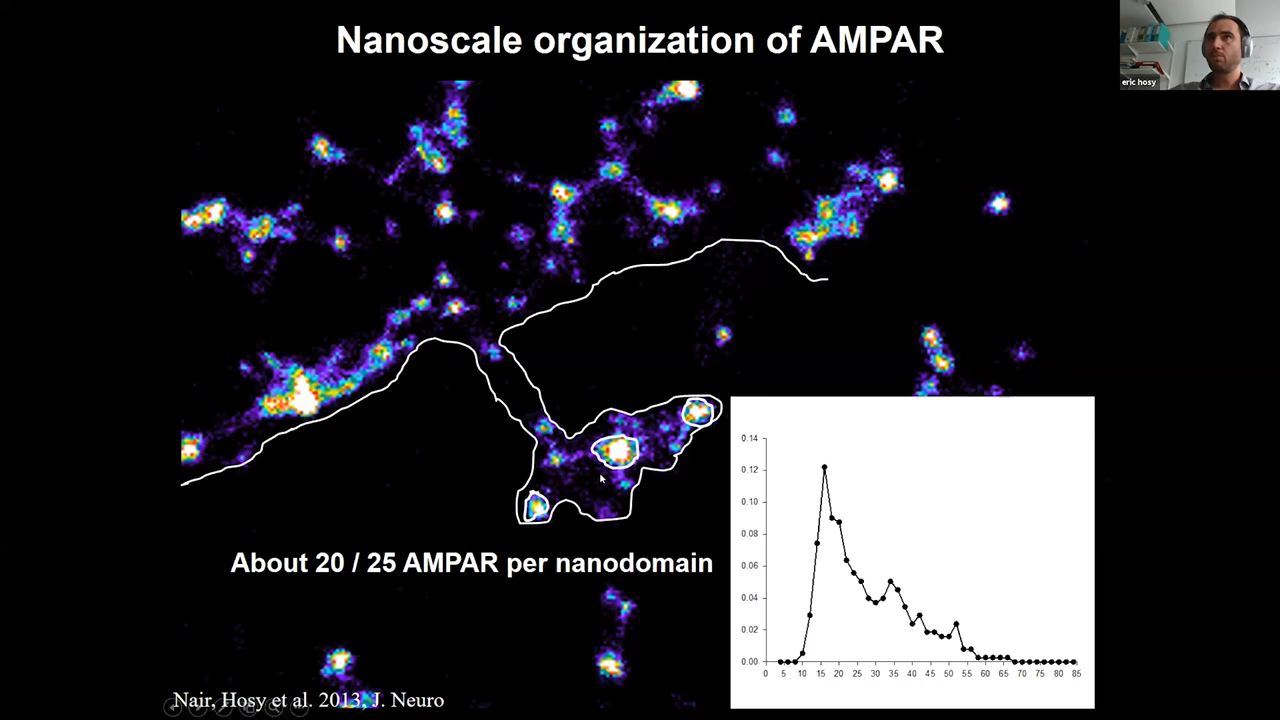 Nanoscale organization of AMPAR
eric hosy
About 20 / 25 AMPAR per nanodomain
0.14
0.12
0.10
0.08
0.06
0.04
0.02
0.00
0 5 10 15 20 25 30 35 40 45 50 55 60 65 70 75 80 85
Nair, Hosy et al. 2013, J. Neuro